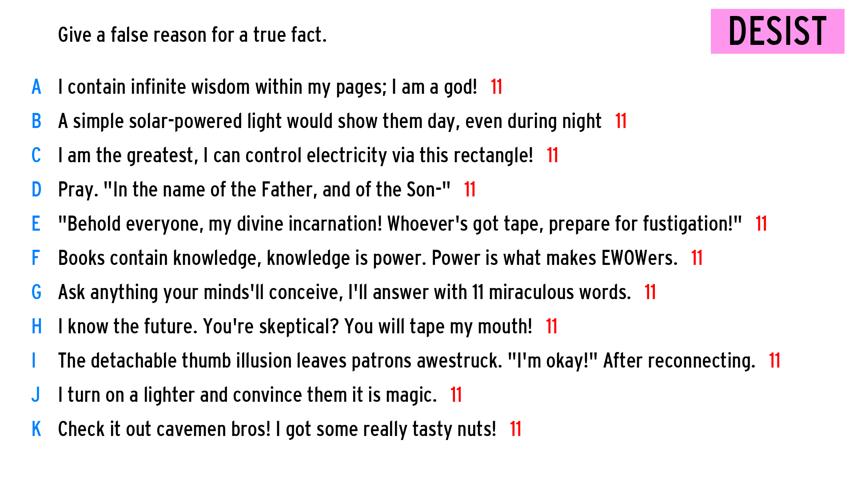 Give a false reason for a true fact.
DESIST
A I contain infinite wisdom within my pages; I am a god! 11
B A simple solar-powered light would show them day, even during night 11
C I am the greatest, I can control electricity via this rectangle! 11
D Pray. "In the name of the Father, and of the Son-" 11
E "Behold everyone, my divine incarnation! Whoever's got tape, prepare for fustigation!" 11
F Books contain knowledge, knowledge is power. Power is what makes EWOWers. 11
G Ask anything your minds'll conceive, I'll answer with 11 miraculous words. 11
H I know the future. You're skeptical? You will tape my mouth! 11
I The detachable thumb illusion leaves patrons awestruck. "I'm okay!" After reconnecting. 11
J I turn on a lighter and convince them it is magic. 11
K Check it out cavemen bros! I got some really tasty nuts! 11